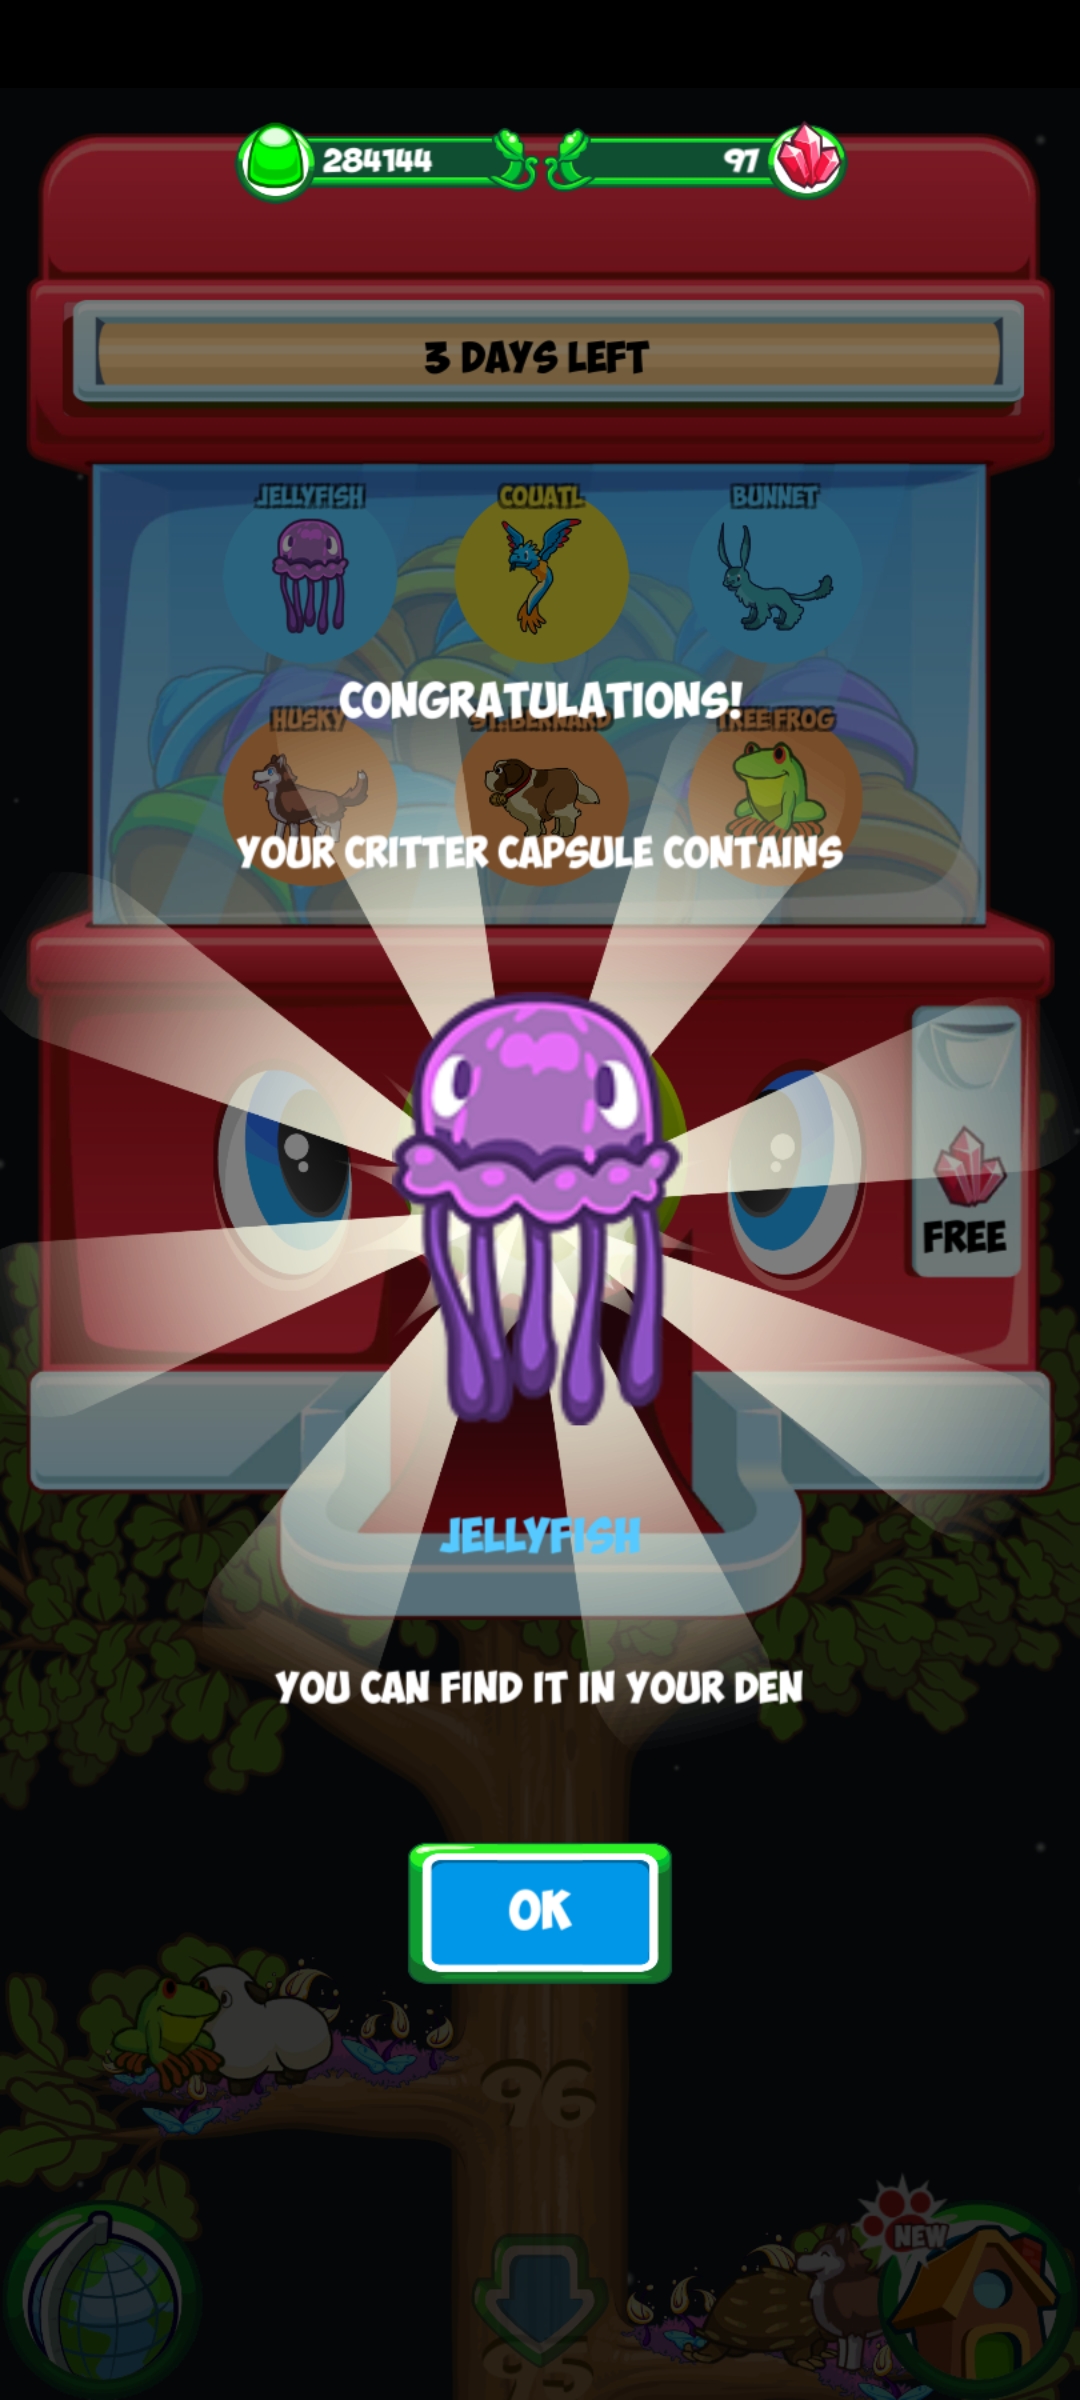 284144
97
3 DAYS LEFT
JELLYFISH
COUATL
BUNNET
CONGRATULATIONS!
HUSKY
ST. BERNARD
TREE FROG
YOUR CRITTER CAPSULE CONTAINS
FREE
JELLYFISH
YOU CAN FIND IT IN YOUR DEN
OK
96
NEW
95